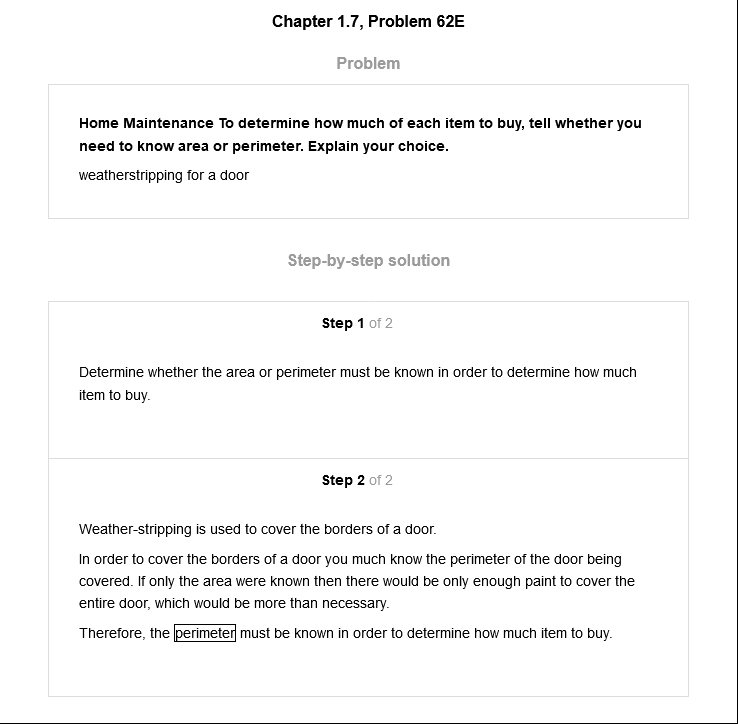 Chapter 1.7, Problem 62E
Problem
Home Maintenance To determine how much of each item to buy, tell whether you
need to know area or perimeter. Explain your choice.
weatherstripping for a door
Step-by-step solution
Step 1 of 2
Determine whether the area or perimeter must be known in order to determine how much
item to buy.
Step 2 of 2
Weather-stripping is used to cover the borders of a door.
In order to cover the borders of a door you much know the perimeter of the door being
covered. If only the area were known then there would be only enough paint to cover the
entire door, which would be more than necessary.
Therefore, the perimeter must be known in order to determine how much item to buy.